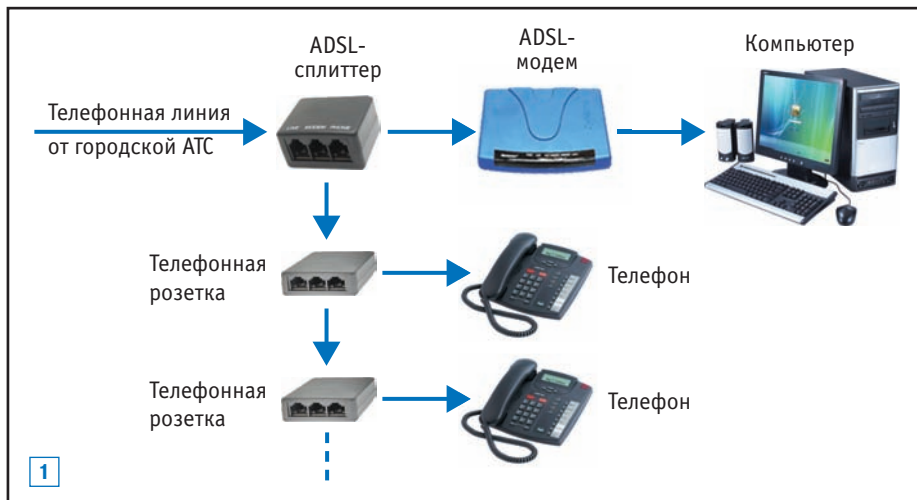 ADSL-
сплиттер
ADSL-
модем
Компьютер
Телефонная линия
от городской АТС
Телефонная
розетка
Телефон
Телефонная
розетка
Телефон
1